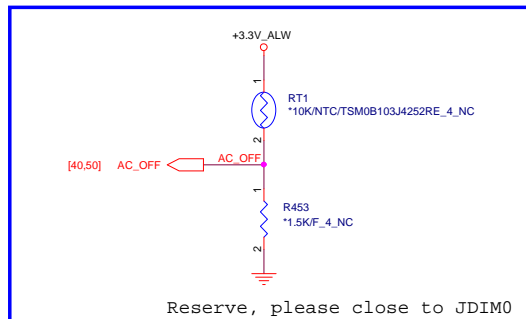 +3.3V_ALW
1
RT1
*10K/NTC/TSM0B103J4252RE_4_NC
2
[40,50] AC_OFF AC_OFF
1
R453
*1.5K/F_4_NC
2
Reserve, please close to JDIM0